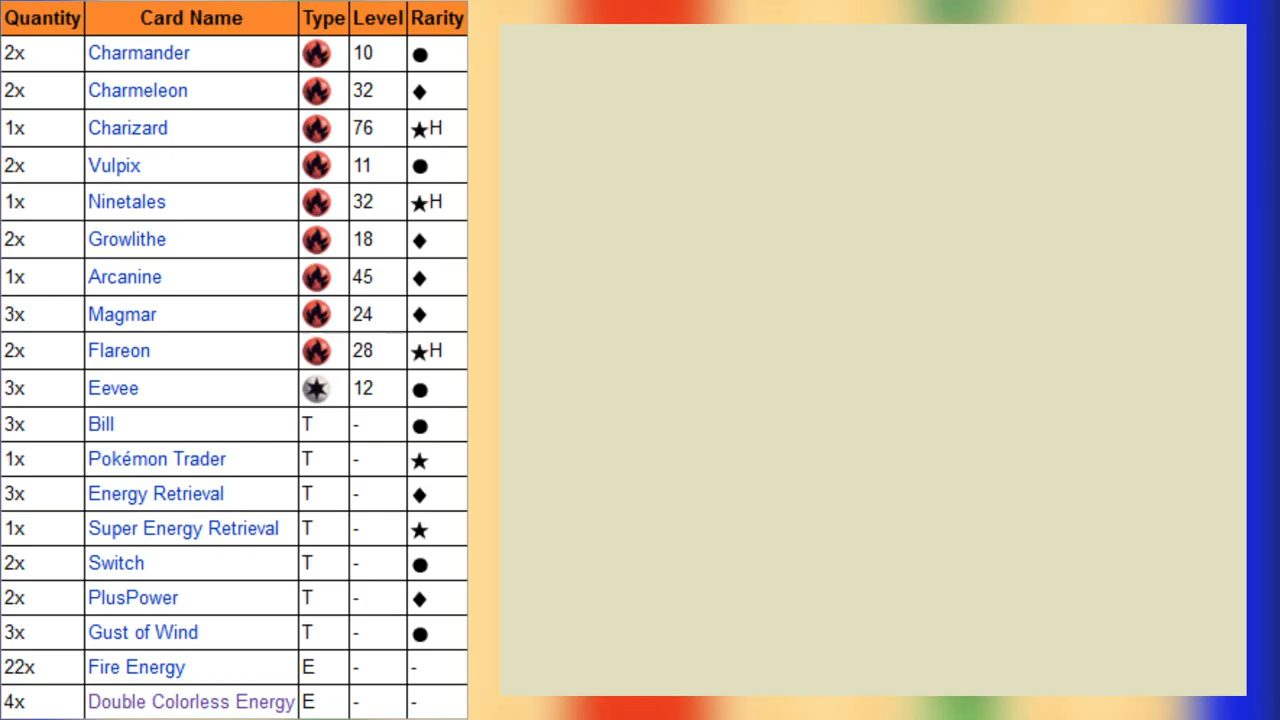 Quantity Card Name Type Level Rarity
2x Charmander 10 ●
2x Charmeleon 32 ♦
1x Charizard 76 ★H
2x Vulpix 11 ●
1x Ninetales 32 ★H
2x Growlithe 18 ♦
1x Arcanine 45 ♦
3x Magmar 24 ♦
2x Flareon 28 ★H
3x Eevee 12 ●
3x Bill T - ●
1x Pokémon Trader T - ★
3x Energy Retrieval T - ♦
1x Super Energy Retrieval T - ★
2x Switch T - ●
2x PlusPower T - ♦
3x Gust of Wind T - ●
22x Fire Energy E - -
4x Double Colorless Energy E - -